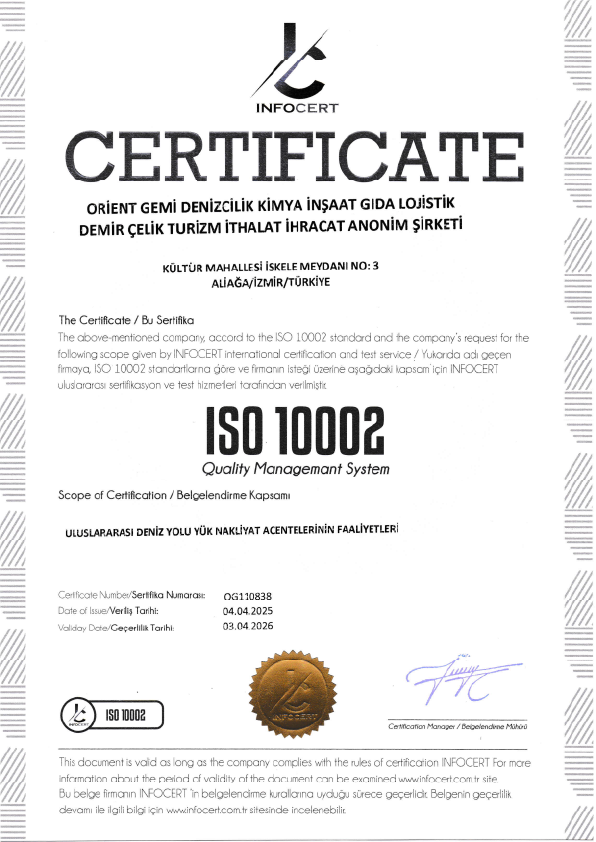 INFOCERT
CERTIFICATE
ORİENT GEMİ DENİZCİLİK KİMYA İNŞAAT GIDA LOJİSTİK
DEMİR ÇELİK TURİZM İTHALAT İHRACAT ANONİM ŞİRKETİ
KÜLTÜR MAHALLESİ İSKELE MEYDANI NO: 3
ALİAĞA/İZMİR/TÜRKİYE
The Certificate / Bu Sertifika
The above-mentioned company, accord to the ISO 10002 standard and the company's request for the
following scope given by INFOCERT international certification and test service / Yukarıda adı geçen
firmaya, ISO 10002 standartlarına göre ve firmanın isteği üzerine aşağıdaki kapsam için INFOCERT
uluslararası sertifikasyon ve test hizmetleri tarafından verilmiştir.
ISO 10002
Quality Managemant System
Scope of Certification / Belgelendirme Kapsamı
ULUSLARARASI DENİZ YOLU YÜK NAKLİYAT ACENTELERİNİN FAALİYETLERİ
Certificate Number/Sertifika Numarası: OG110838
Date of Issue/Veriliş Tarihi: 04.04.2025
Validay Date/Geçerlilik Tarihi: 03.04.2026
INFOCERT
INFOCERT ISO 10002
Certification Manager / Belgelendirme Mührü
This document is valid as long as the company complies with the rules of certification INFOCERT For more
information about the period of validity of the document can be examined www.infocert.com.tr site
Bu belge firmanın INFOCERT 'in belgelendirme kurallarına uyduğu sürece geçerlidir. Belgenin geçerlilik
devamı ile ilgili bilgi için www.infocert.com.tr sitesinde incelenebilir.